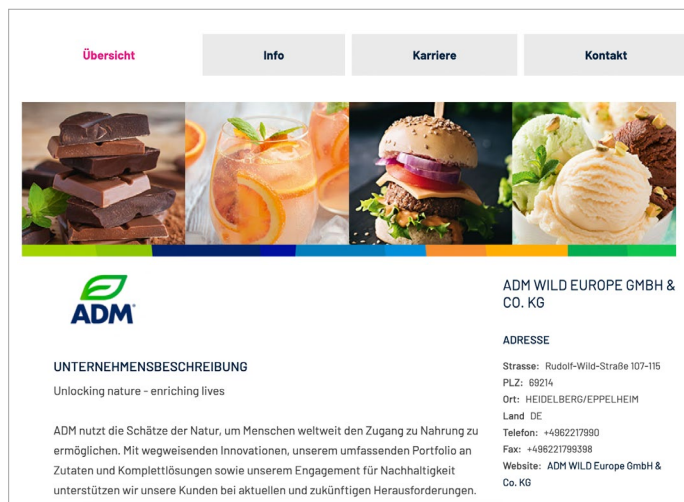 Übersicht
Info
Karriere
Kontakt
ADM
UNTERNEHMENSBESCHREIBUNG
Unlocking nature - enriching lives
ADM nutzt die Schätze der Natur, um Menschen weltweit den Zugang zu Nahrung zu
ermöglichen. Mit wegweisenden Innovationen, unserem umfassenden Portfolio an
Zutaten und Komplettlösungen sowie unserem Engagement für Nachhaltigkeit
unterstützen wir unsere Kunden bei aktuellen und zukünftigen Herausforderungen.
ADM WILD EUROPE GMBH &
CO. KG
ADRESSE
Strasse: Rudolf-Wild-Straße 107-115
PLZ: 69214
Ort: HEIDELBERG/EPPELHEIM
Land DE
Telefon: +4962217990
Fax: +496221799398
Website: ADM WILD Europe GmbH &
Co. KG